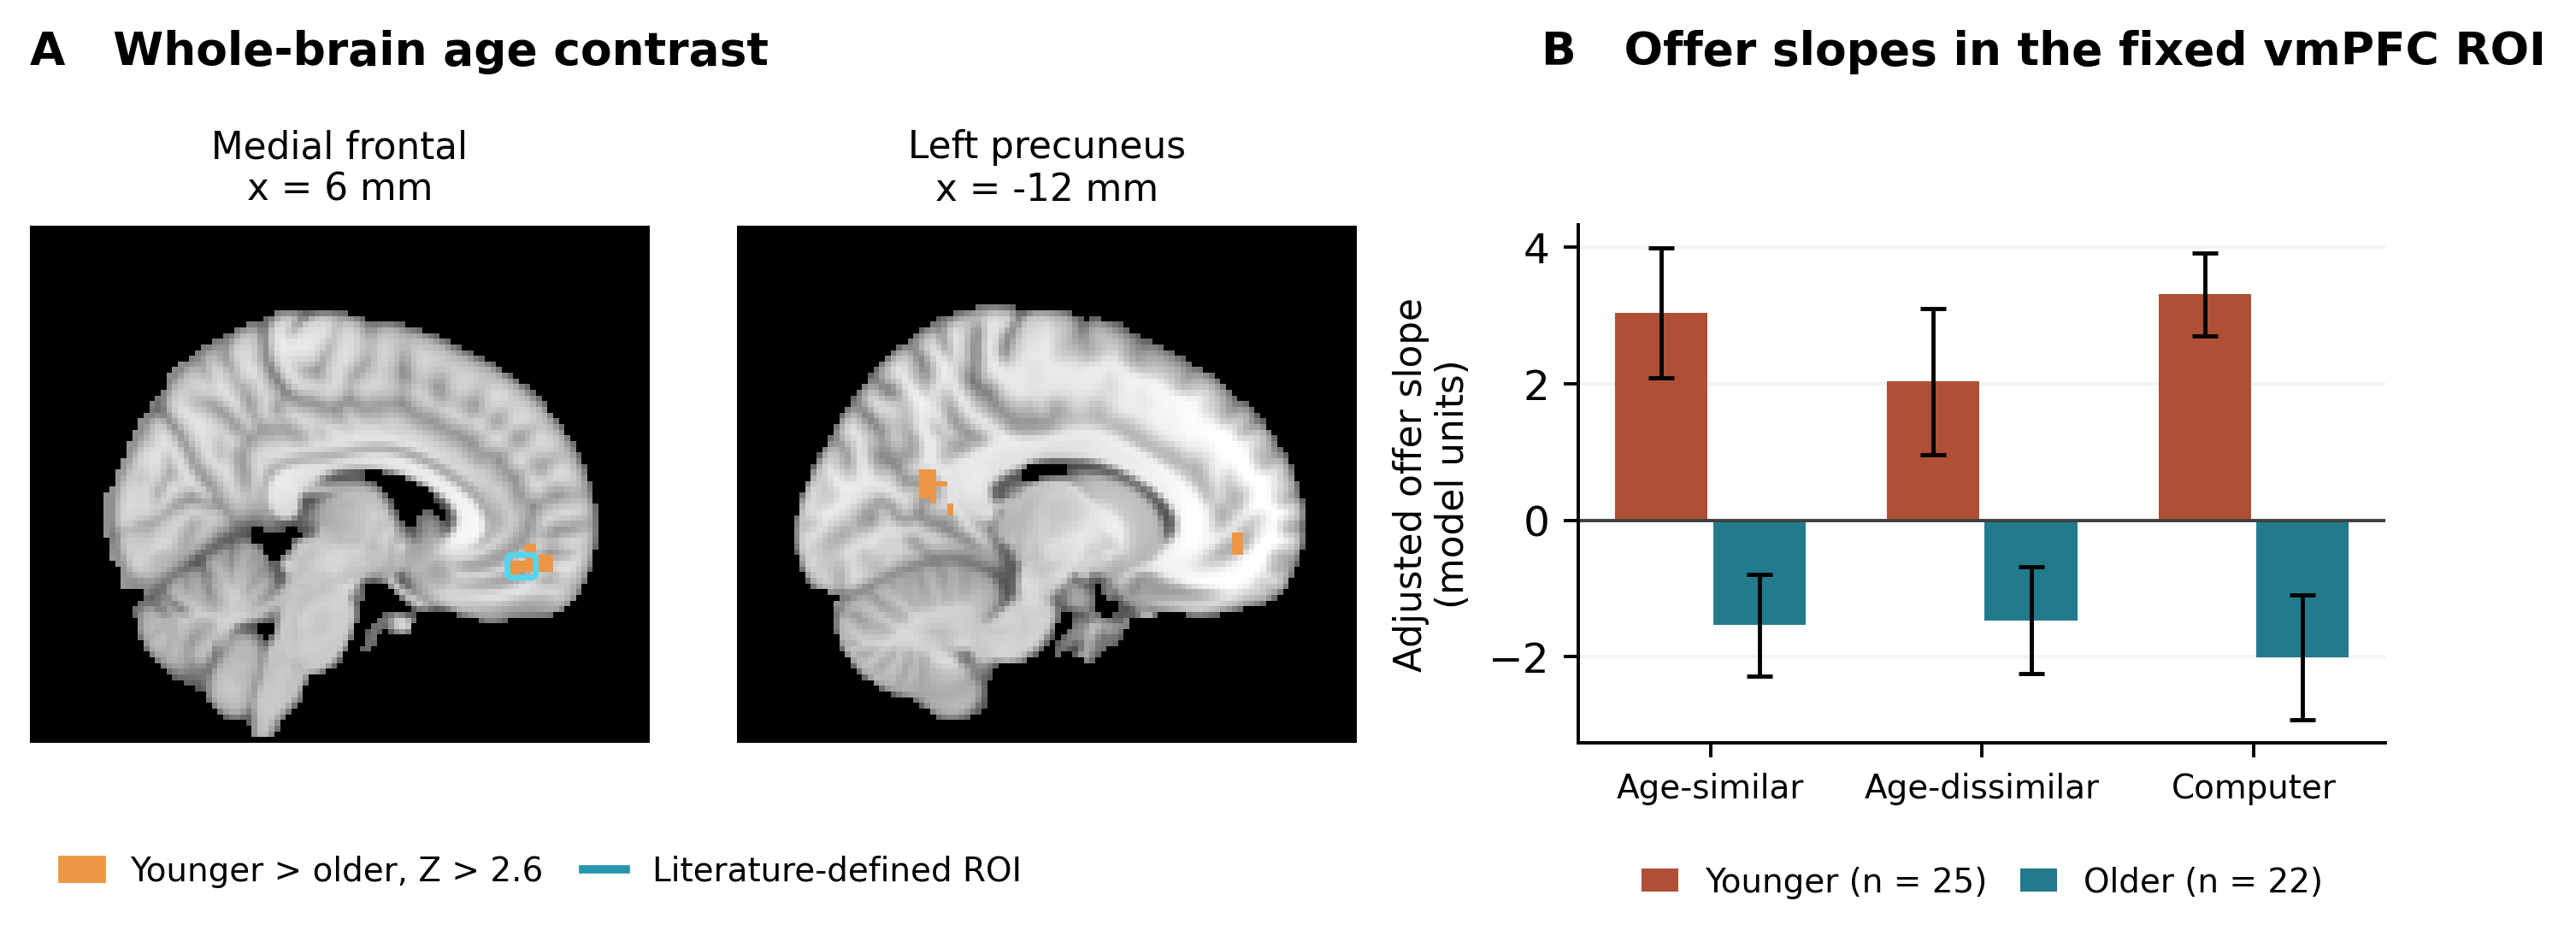 A Whole-brain age contrast
Medial frontal
x = 6 mm
Left precuneus
x = -12 mm
Younger > older, Z > 2.6
Literature-defined ROI
B Offer slopes in the fixed vmPFC ROI
Adjusted offer slope
(model units)
4
2
0
−2
Age-similar
Age-dissimilar
Computer
Younger (n = 25)
Older (n = 22)